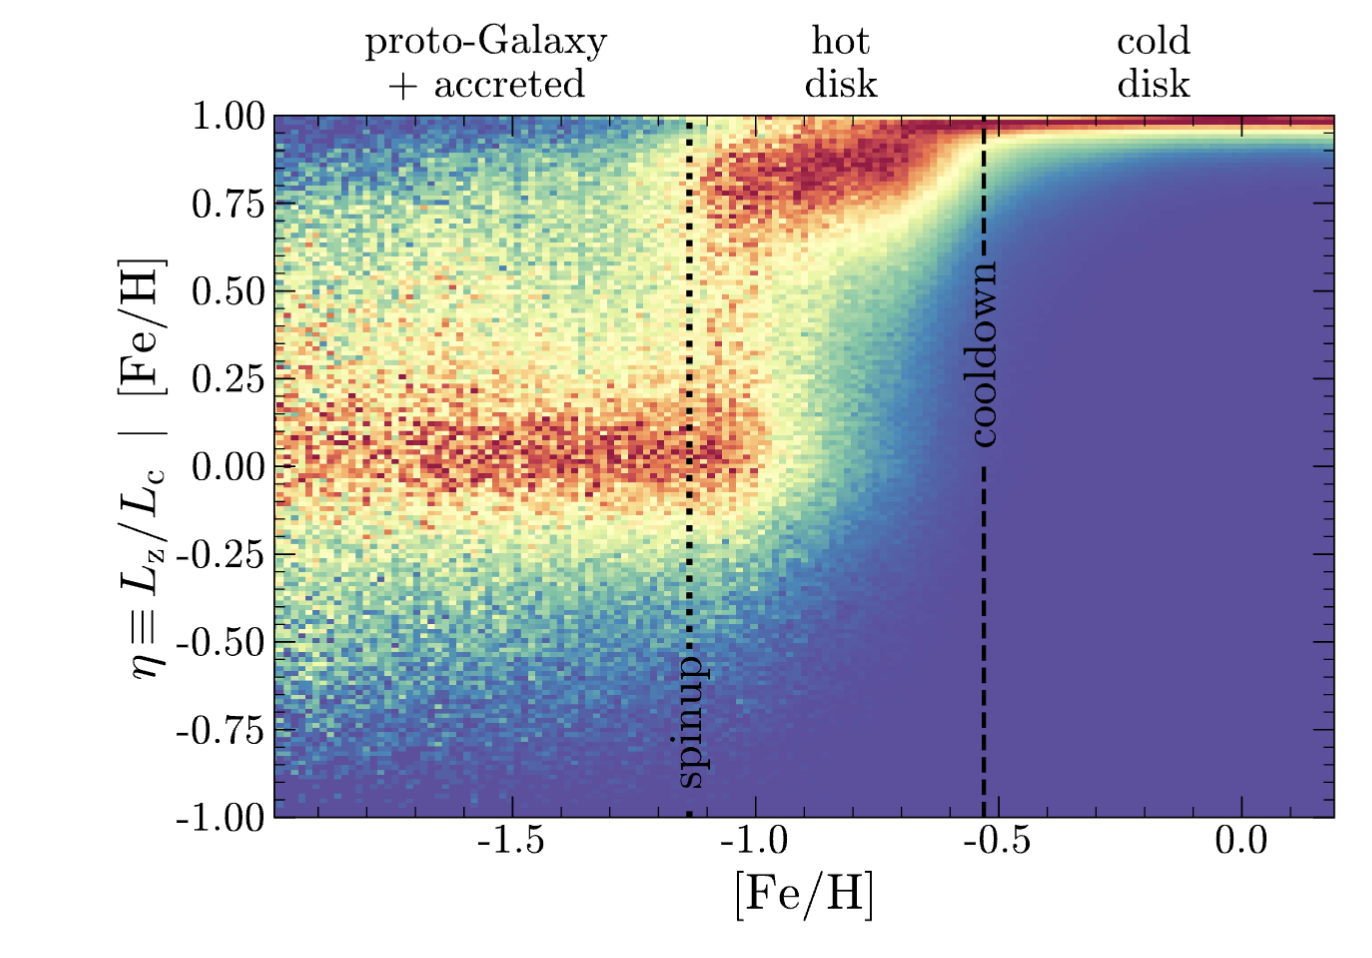 proto-Galaxy
+ accreted
hot
disk
cold
disk
η ≡ L_z/L_c | [Fe/H]
1.00
0.75
0.50
0.25
0.00
-0.25
-0.50
-0.75
-1.00
spinup
cooldown
-1.5
-1.0
-0.5
0.0
[Fe/H]